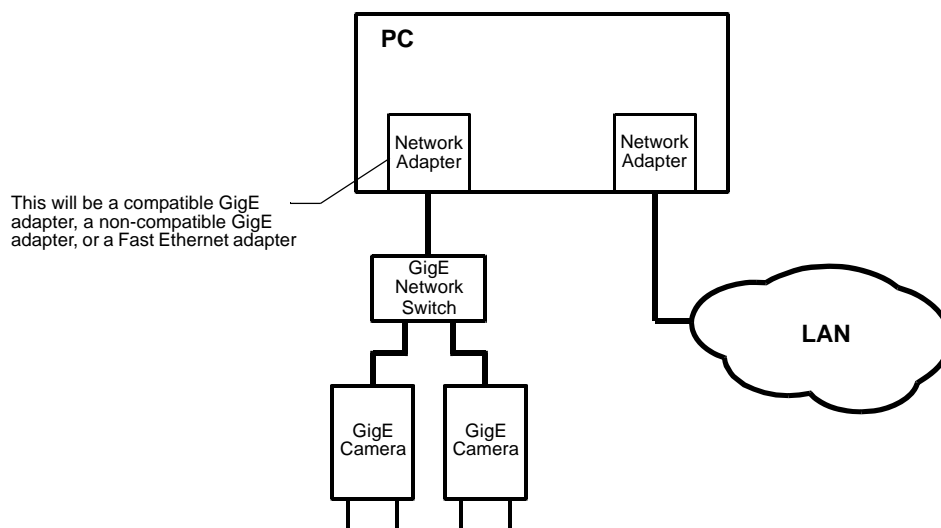 PC
Network
Adapter
Network
Adapter
This will be a compatible GigE
adapter, a non-compatible GigE
adapter, or a Fast Ethernet adapter
GigE
Network
Switch
LAN
GigE
Camera
GigE
Camera